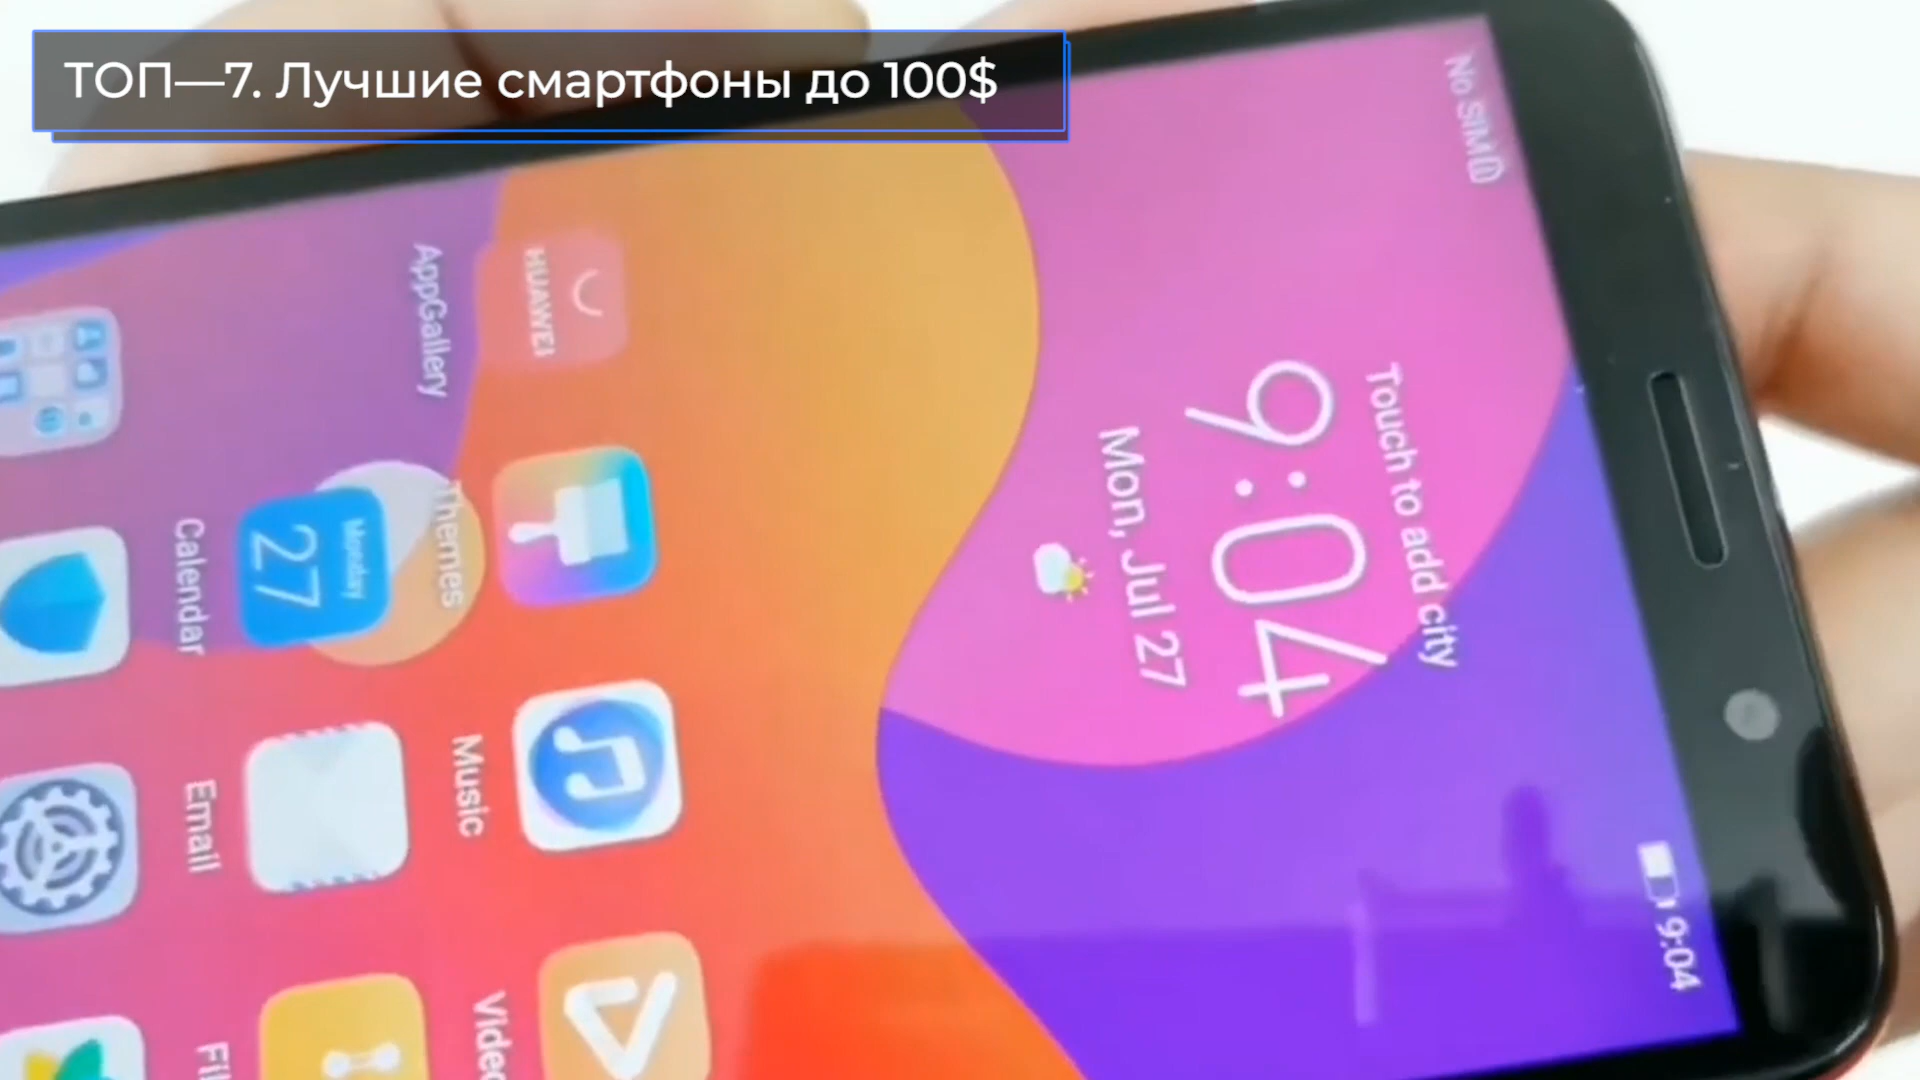 ТОП—7. Лучшие смартфоны до 100$
No SIM
9:04
Touch to add city
9:04
Mon, Jul 27
HUAWEI
AppGallery
Themes
Music
Monday
27
Calendar
Email